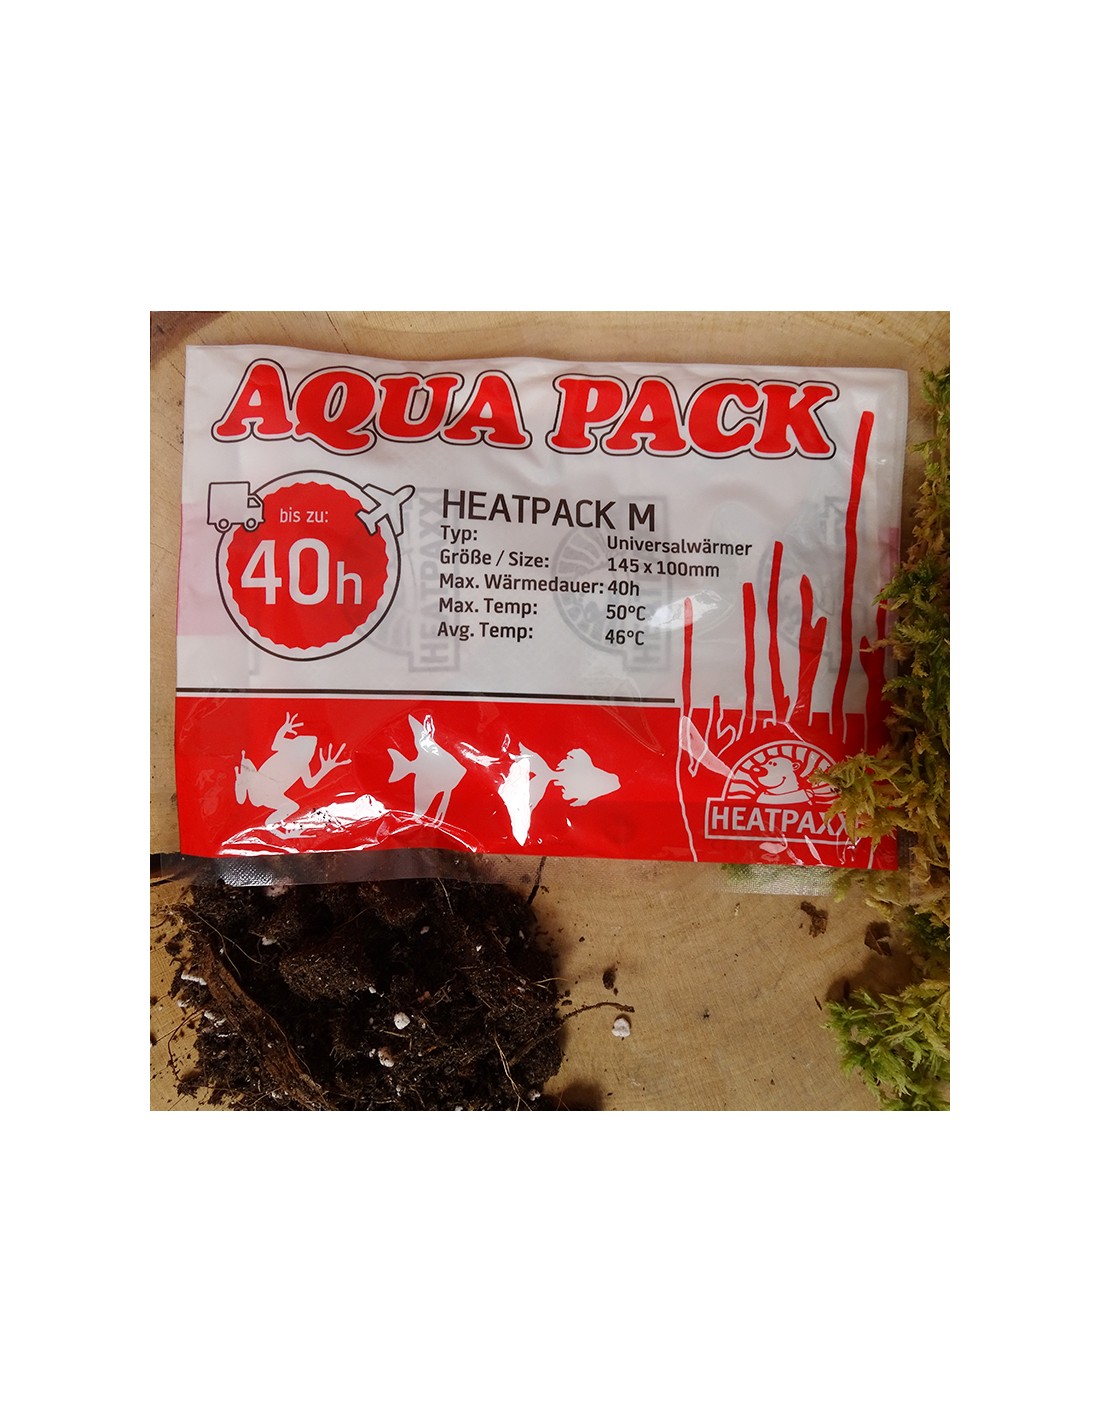 AQUA PACK
bis zu:
40h
HEATPACK M
Typ: Universalwärmer
Größe / Size: 145 x 100mm
Max. Wärmedauer: 40h
Max. Temp: 50°C
Avg. Temp: 46°C
HEATPAXX